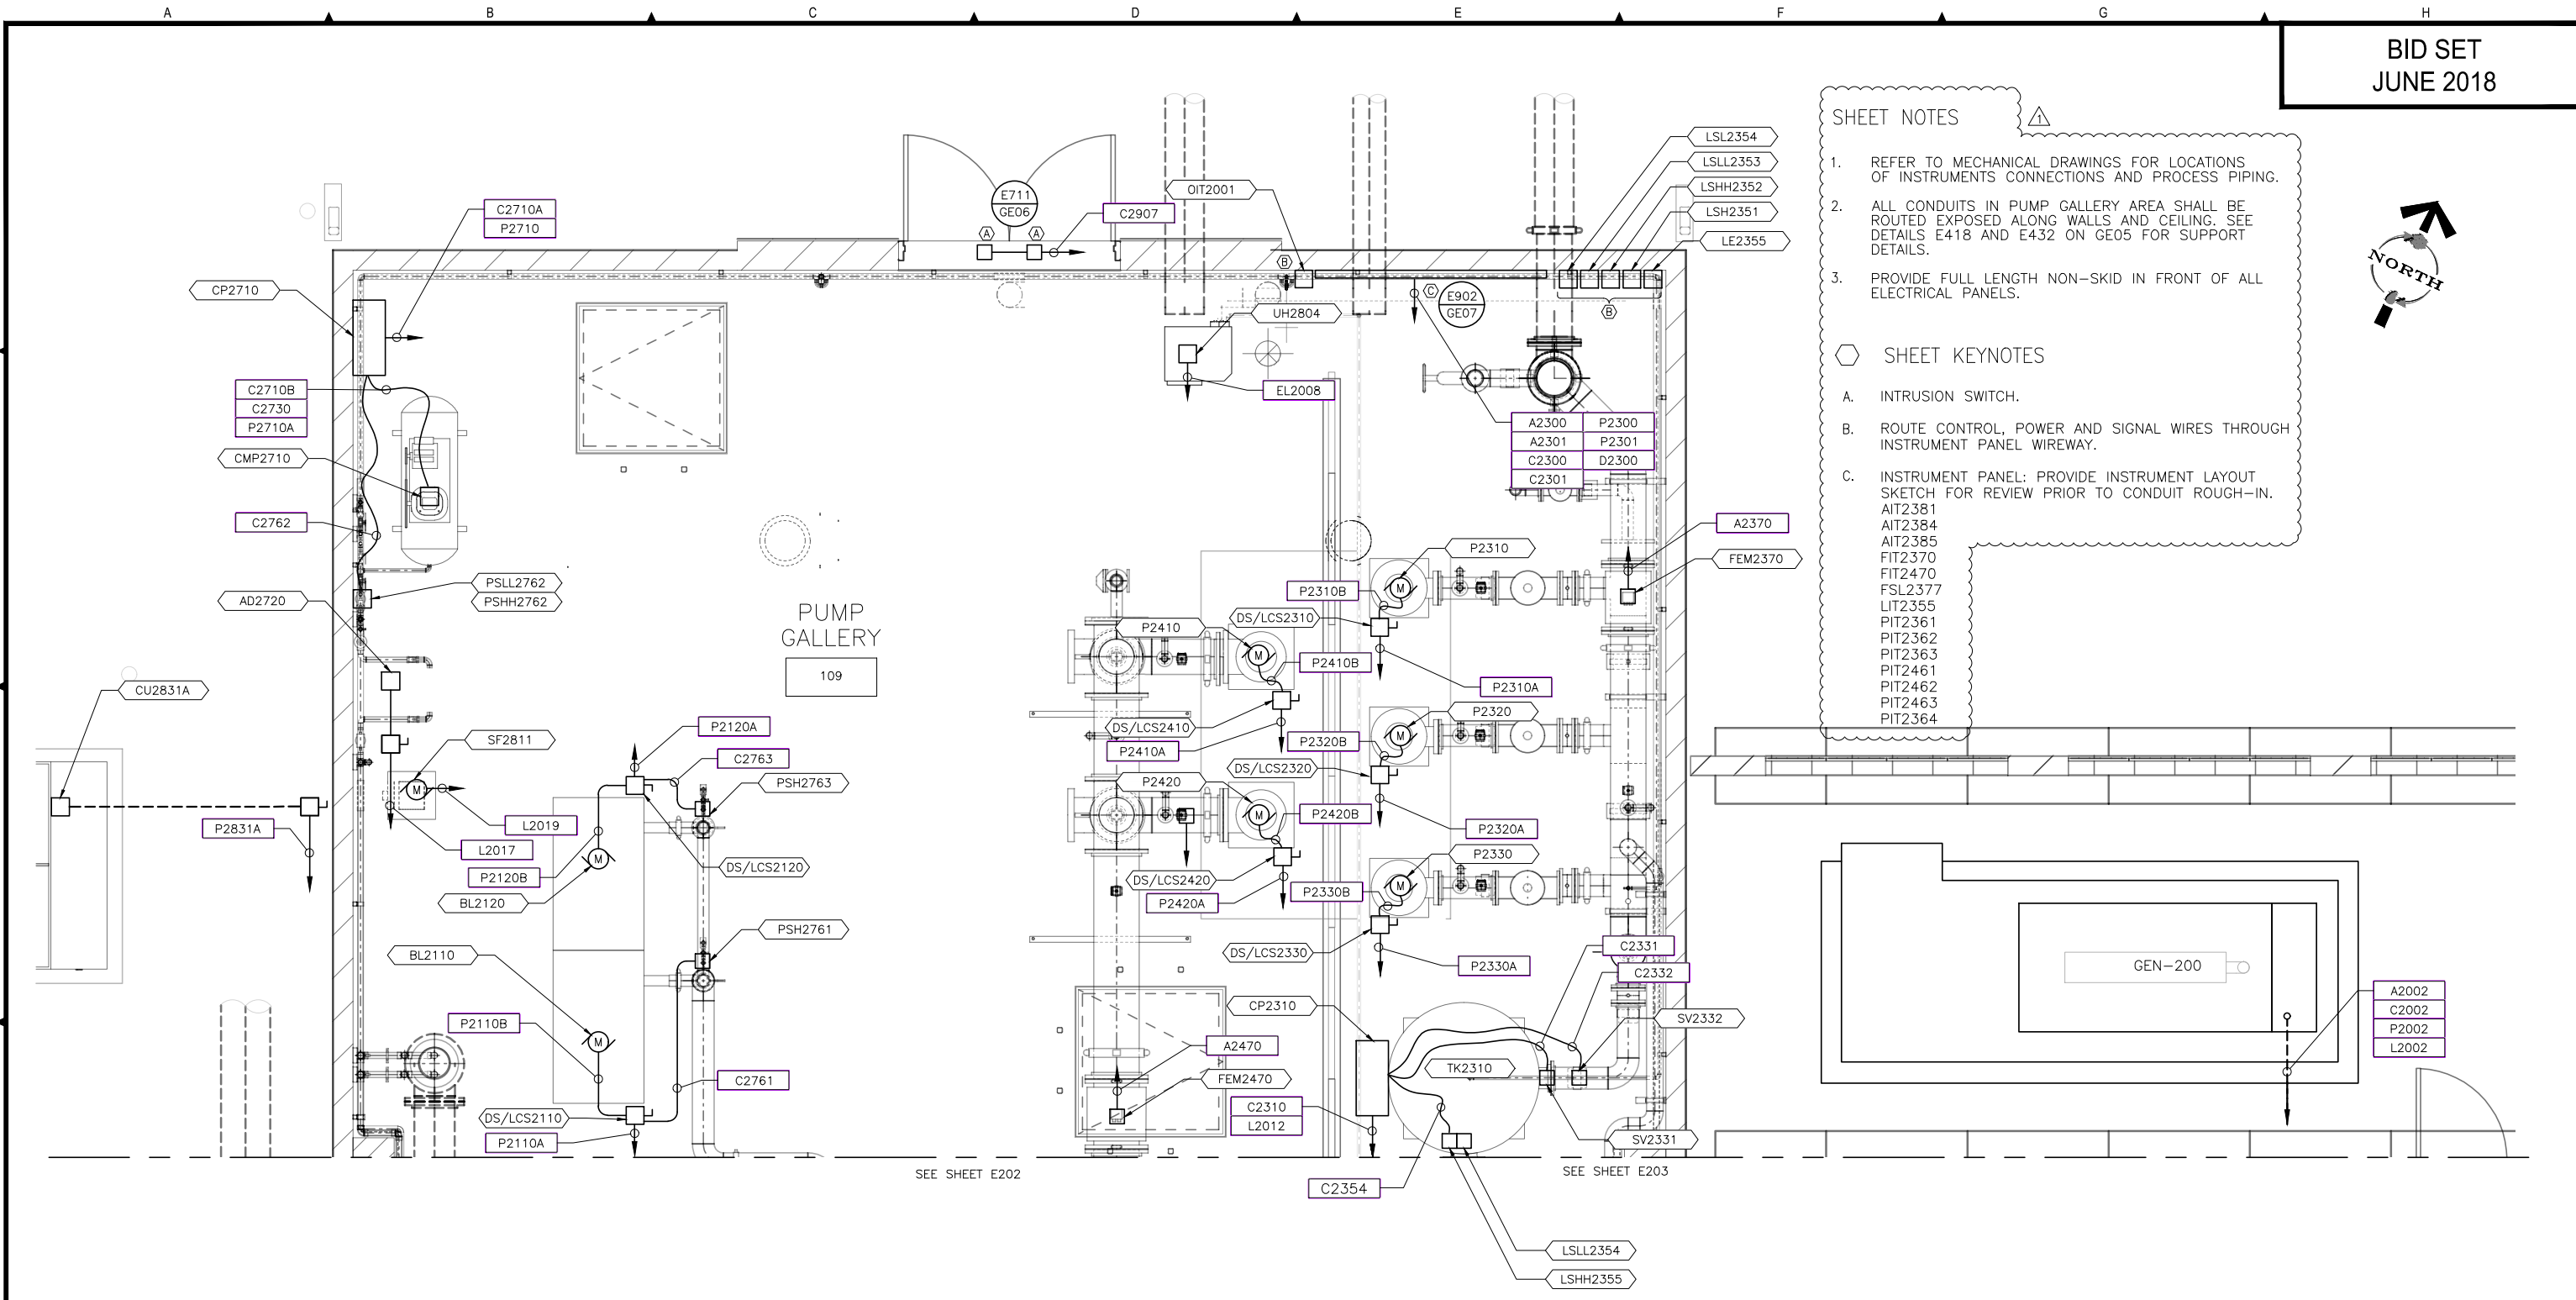 A
B
C
D
E
F
G
H
BID SET
JUNE 2018
SHEET NOTES
1
1. REFER TO MECHANICAL DRAWINGS FOR LOCATIONS
OF INSTRUMENTS CONNECTIONS AND PROCESS PIPING.
2. ALL CONDUITS IN PUMP GALLERY AREA SHALL BE
ROUTED EXPOSED ALONG WALLS AND CEILING. SEE
DETAILS E418 AND E432 ON GE05 FOR SUPPORT
DETAILS.
3. PROVIDE FULL LENGTH NON-SKID IN FRONT OF ALL
ELECTRICAL PANELS.
SHEET KEYNOTES
A. INTRUSION SWITCH.
B. ROUTE CONTROL, POWER AND SIGNAL WIRES THROUGH
INSTRUMENT PANEL WIREWAY.
C. INSTRUMENT PANEL: PROVIDE INSTRUMENT LAYOUT
SKETCH FOR REVIEW PRIOR TO CONDUIT ROUGH-IN.
AIT2381
AIT2384
AIT2385
FIT2370
FIT2470
FSL2377
LIT2355
PIT2361
PIT2362
PIT2363
PIT2461
PIT2462
PIT2463
PIT2364
NORTH
LSL2354
LSLL2353
LSHH2352
LSH2351
LE2355
OIT2001
E711
GE06
A
A
C2907
C2710A
P2710
CP2710
B
C
E902
GE07
B
UH2804
EL2008
C2710B
C2730
P2710A
CMP2710
C2762
A2300 P2300
A2301 P2301
C2300 D2300
C2301
A2370
FEM2370
PSLL2762
PSHH2762
AD2720
PUMP
GALLERY
109
P2310
M
P2310B
DS/LCS2310
P2410
M
P2410B
P2310A
DS/LCS2410
P2410A
P2320
M
P2320B
DS/LCS2320
P2320A
P2420
M
P2420B
DS/LCS2420
P2420A
P2330
M
P2330B
DS/LCS2330
P2330A
CU2831A
P2831A
SF2811
M
L2019
L2017
P2120A
C2763
PSH2763
P2120B
M
BL2120
DS/LCS2120
PSH2761
BL2110
M
P2110B
C2761
DS/LCS2110
P2110A
C2331
C2332
CP2310
SV2332
A2470
FEM2470
TK2310
C2310
L2012
SV2331
GEN-200
A2002
C2002
P2002
L2002
SEE SHEET E202
SEE SHEET E203
C2354
LSLL2354
LSHH2355